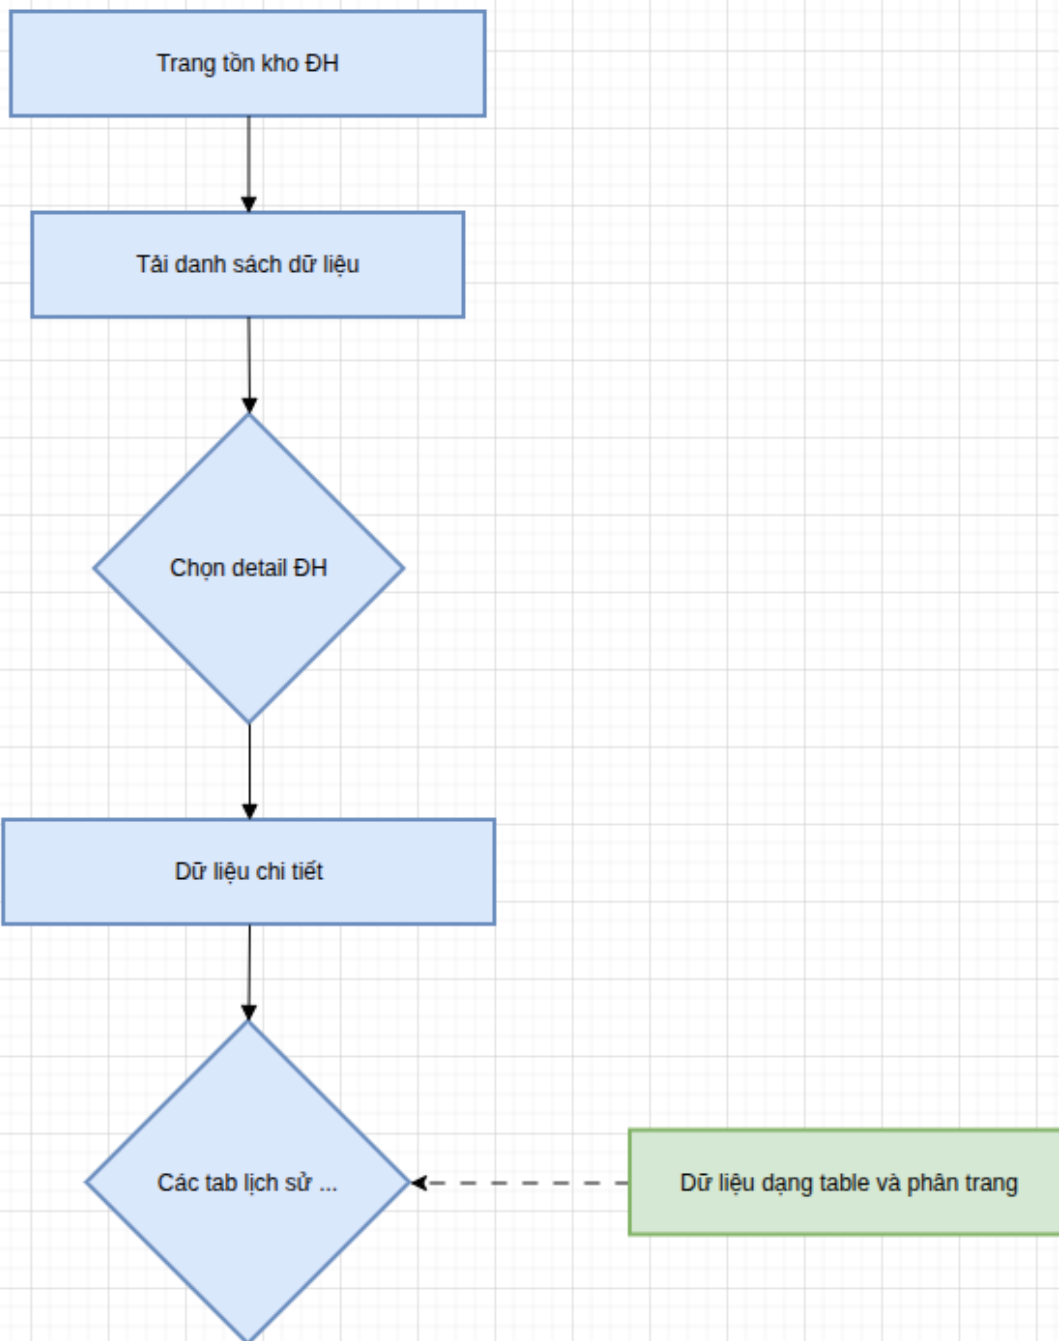 Trang tồn kho ĐH
Tải danh sách dữ liệu
Chọn detail ĐH
Dữ liệu chi tiết
Các tab lịch sử ...
Dữ liệu dạng table và phân trang